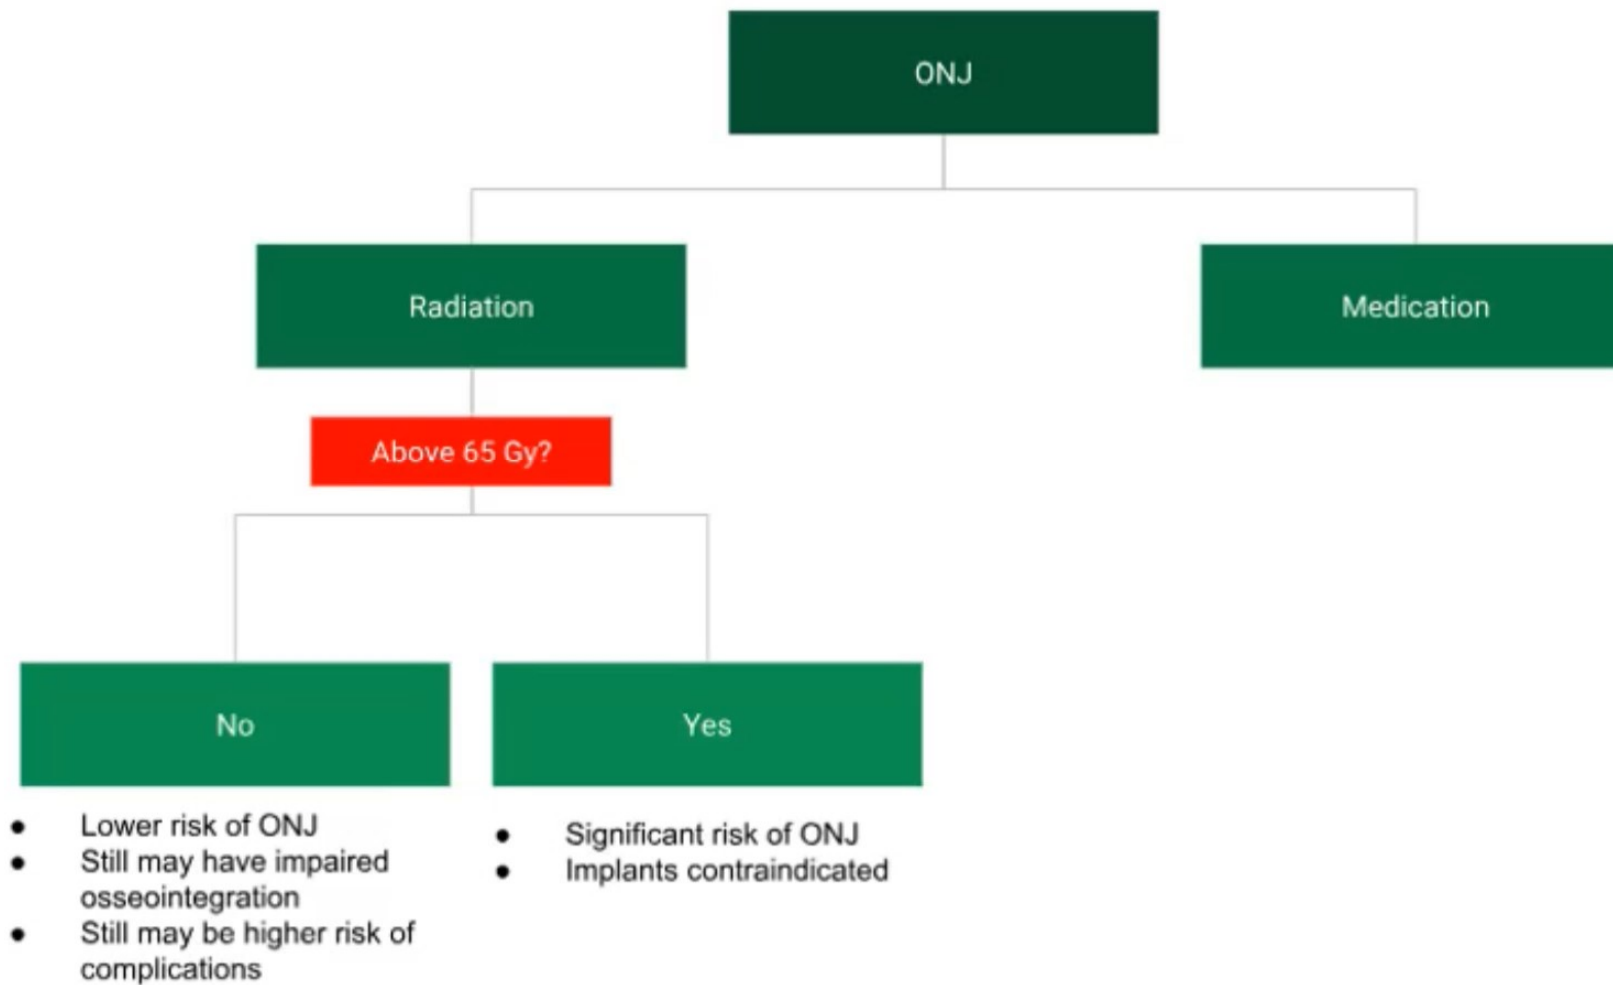 ONJ
Radiation
Medication
Above 65 Gy?
No
Yes
● Lower risk of ONJ
● Still may have impaired
osseointegration
● Still may be higher risk of
complications
● Significant risk of ONJ
● Implants contraindicated